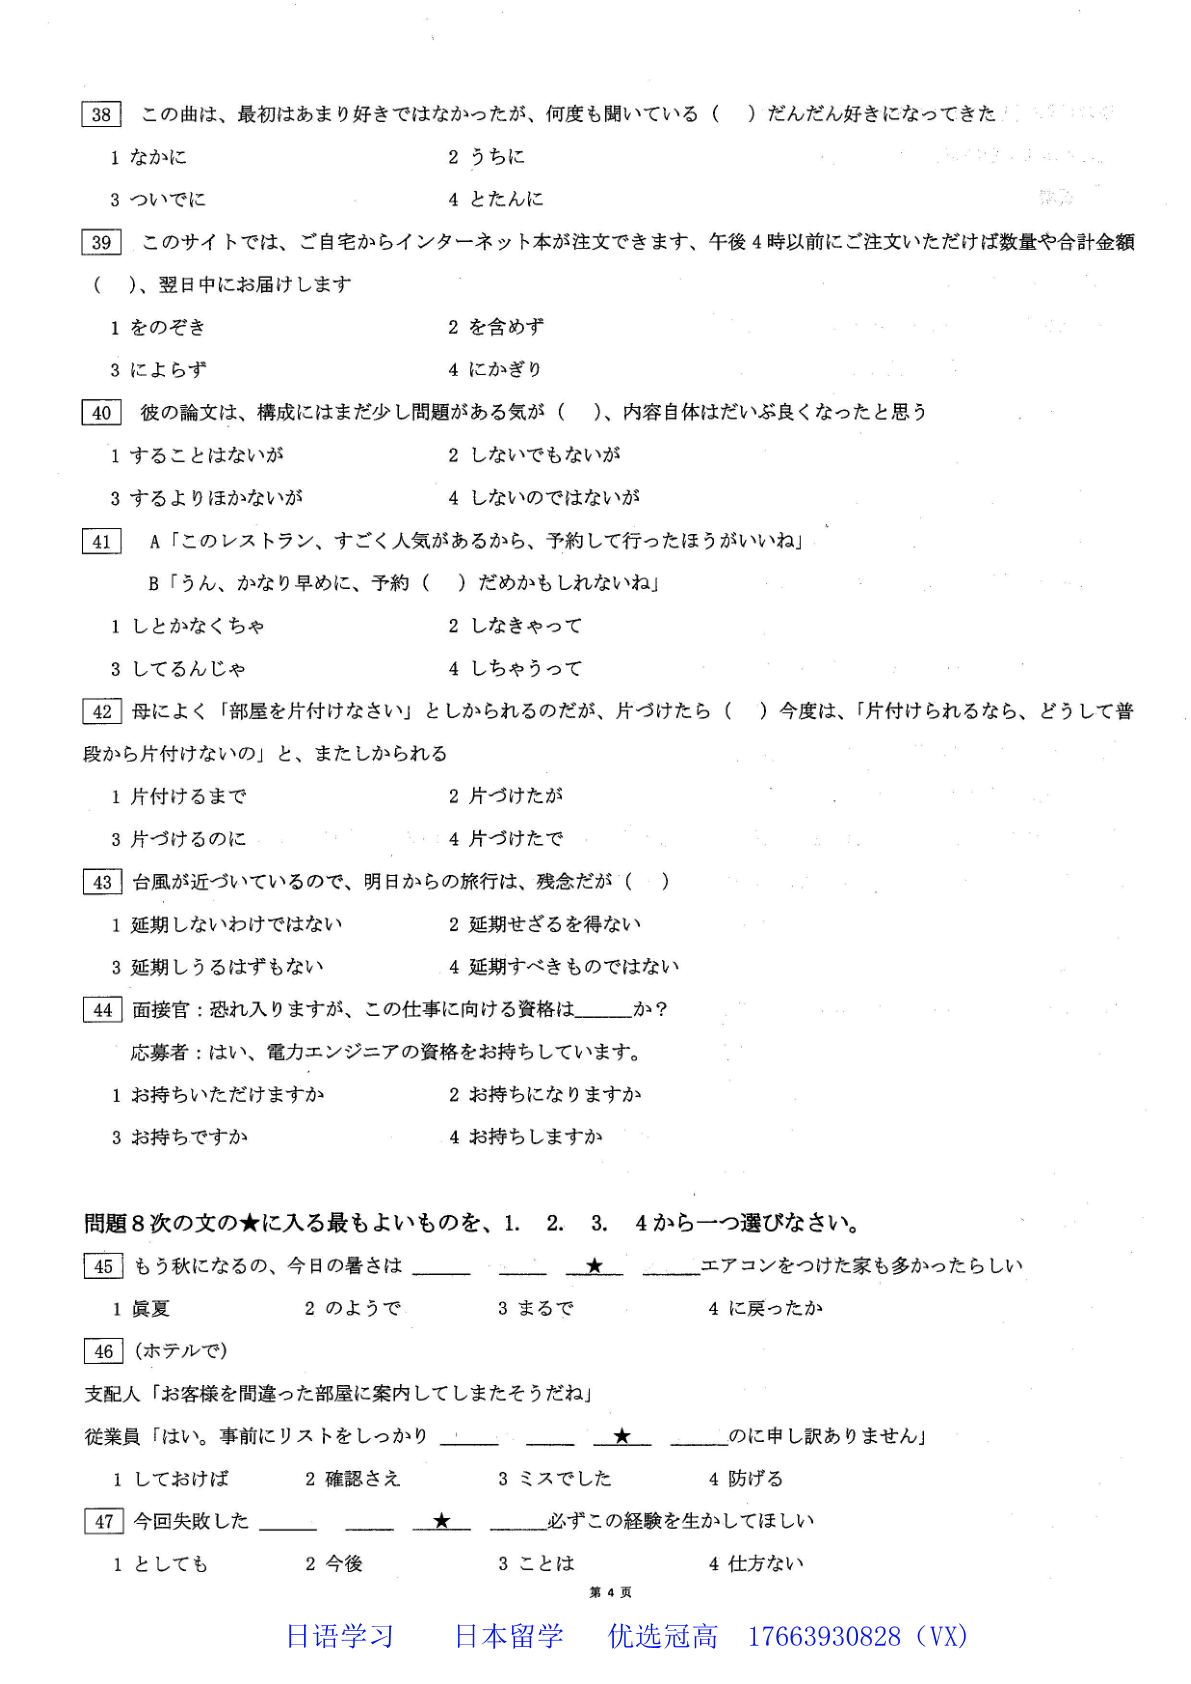 38 この曲は、最初はあまり好きではなかったが、何度も聞いている（　）だんだん好きになってきた
1 なかに 2 うちに
3 ついでに 4 とたんに
39 このサイトでは、ご自宅からインターネット本が注文できます、午後4時以前にご注文いただけば数量や合計金額
（　）、翌日中にお届けします
1 をのぞき 2 を含めず
3 によらず 4 にかぎり
40 彼の論文は、構成にはまだ少し問題がある気が（　）、内容自体はだいぶ良くなったと思う
1 することはないが 2 しないでもないが
3 するよりほかないが 4 しないのではないが
41 A「このレストラン、すごく人気があるから、予約して行ったほうがいいね」
B「うん、かなり早めに、予約（　）だめかもしれないね」
1 しとかなくちゃ 2 しなきゃって
3 してるんじゃ 4 しちゃうって
42 母によく「部屋を片付けなさい」としかられるのだが、片づけたら（　）今度は、「片付けられるなら、どうして普
段から片付けないの」と、またしかられる
1 片付けるまで 2 片づけたが
3 片づけるのに 4 片づけたで
43 台風が近づいているので、明日からの旅行は、残念だが（　）
1 延期しないわけではない 2 延期せざるを得ない
3 延期しうるはずもない 4 延期すべきものではない
44 面接官：恐れ入りますが、この仕事に向ける資格は______か？
応募者：はい、電力エンジニアの資格をお持ちしています。
1 お持ちいただけますか 2 お持ちになりますか
3 お持ちですか 4 お持ちしますか
問題８次の文の★に入る最もよいものを、1. 2. 3. 4から一つ選びなさい。
45 もう秋になるの、今日の暑さは ______ _____ __★__ ______エアコンをつけた家も多かったらしい
1 眞夏 2 のようで 3 まるで 4 に戻ったか
46 （ホテルで）
支配人「お客様を間違った部屋に案内してしまたそうだね」
従業員「はい。事前にリストをしっかり ______ _____ __★__ ______のに申し訳ありません」
1 しておけば 2 確認さえ 3 ミスでした 4 防げる
47 今回失敗した ______ _____ __★__ ______必ずこの経験を生かしてほしい
1 としても 2 今後 3 ことは 4 仕方ない
第 4 页
日语学习 日本留学 优选冠高 17663930828（VX）